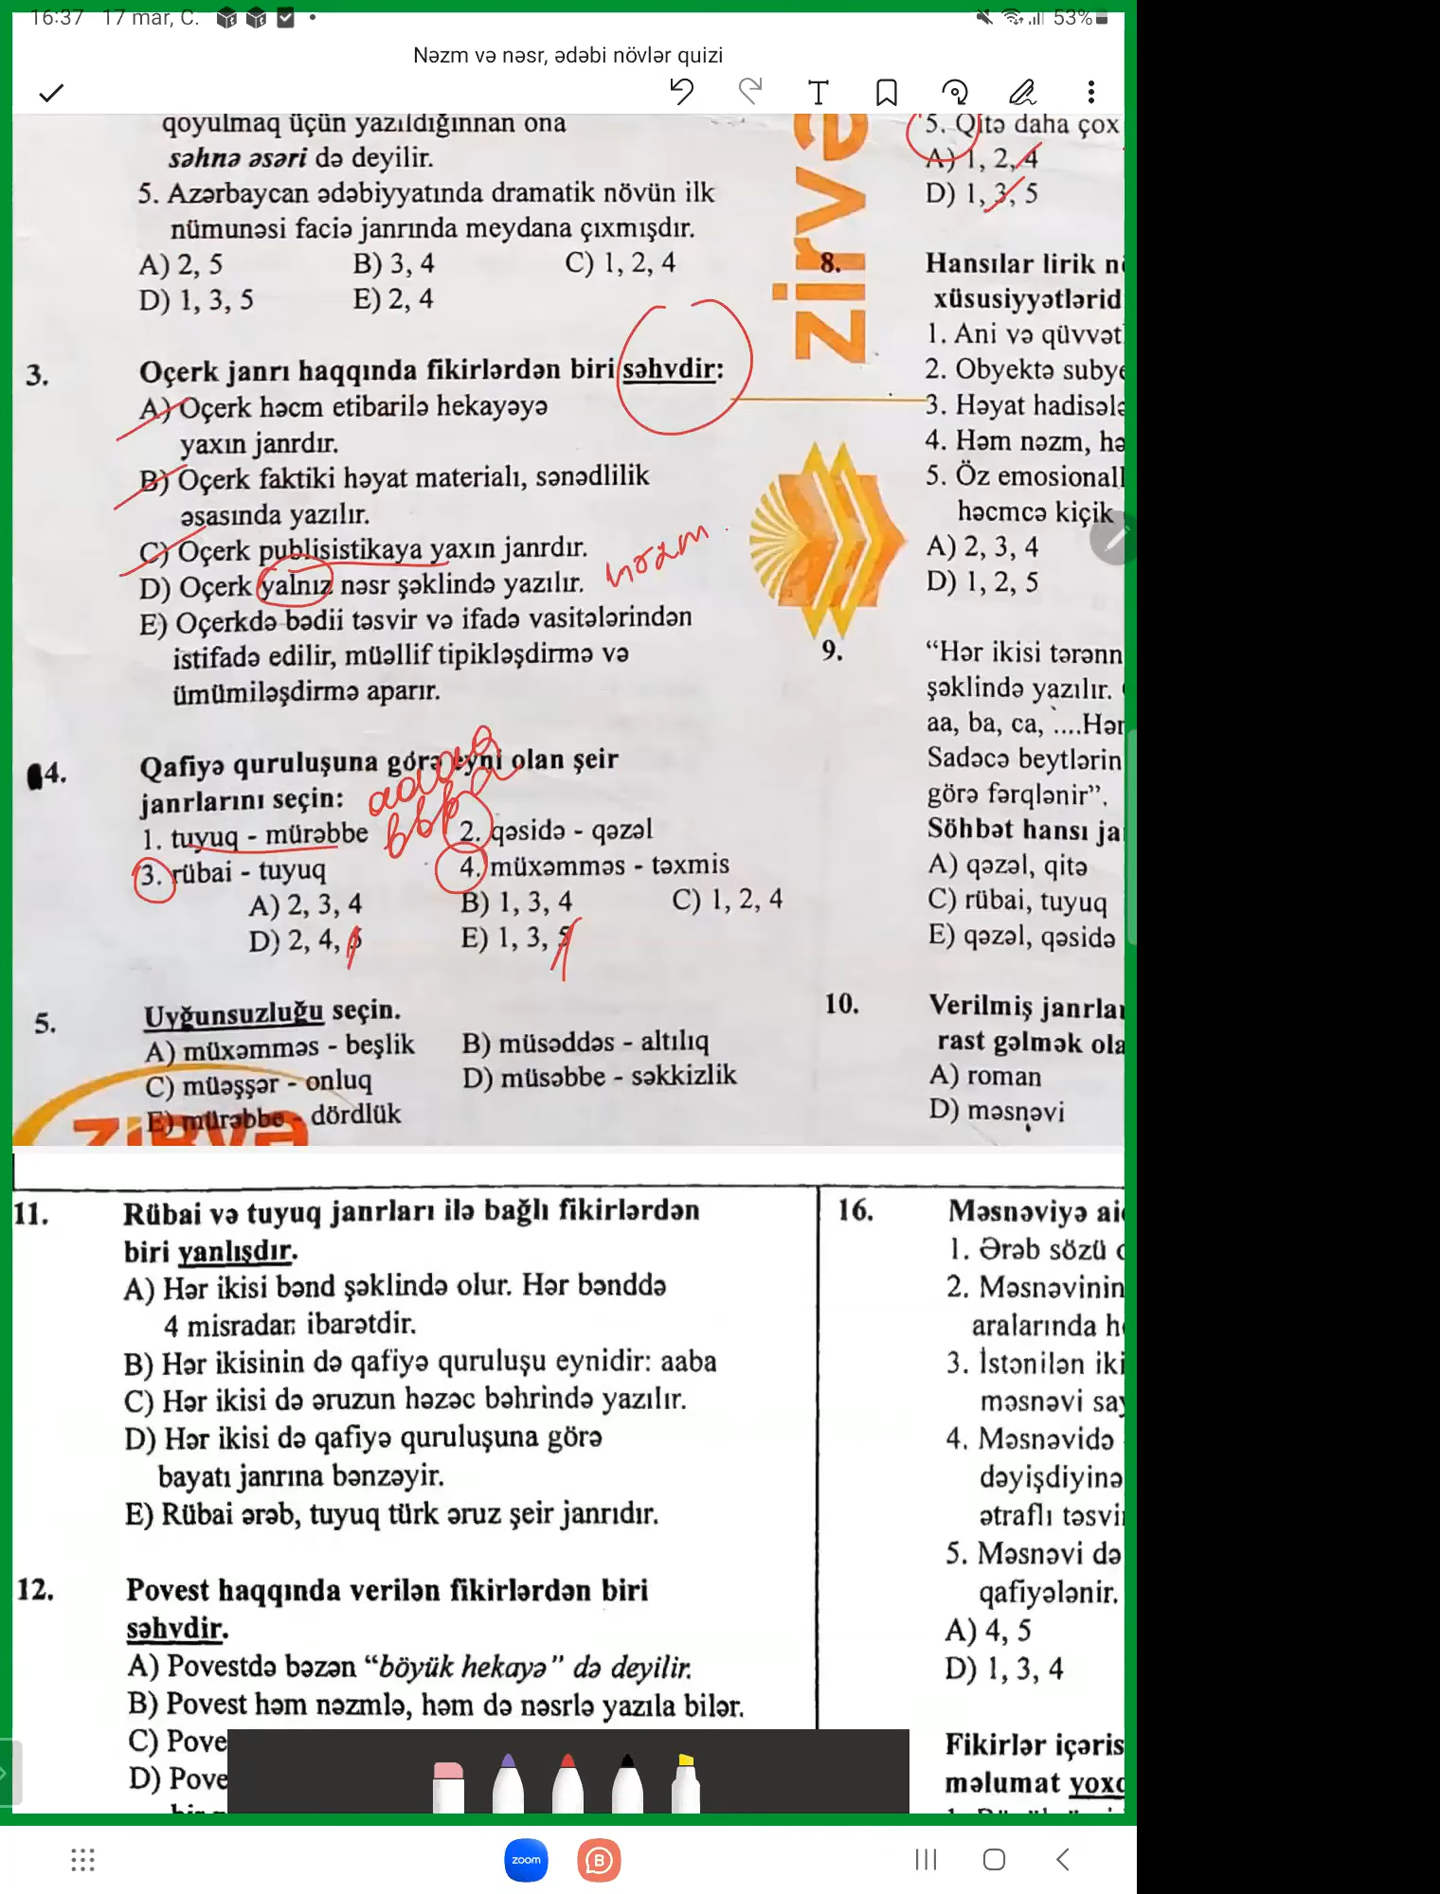 16:37 17 mar, C. • 53%
Nəzm və nəsr, ədəbi növlər quizi
qoyulmaq üçün yazıldığınnan ona
səhnə əsəri də deyilir.
5. Azərbaycan ədəbiyyatında dramatik növün ilk
nümunəsi faciə janrında meydana çıxmışdır.
A) 2, 5 B) 3, 4 C) 1, 2, 4
D) 1, 3, 5 E) 2, 4
3. Oçerk janrı haqqında fikirlərdən biri səhvdir:
A) Oçerk həcm etibarilə hekayəyə
yaxın janrdır.
B) Oçerk faktiki həyat materialı, sənədlilik
əsasında yazılır.
C) Oçerk publisistikaya yaxın janrdır.
D) Oçerk yalnız nəsr şəklində yazılır. nəzm
E) Oçerkdə bədii təsvir və ifadə vasitələrindən
istifadə edilir, müəllif tipikləşdirmə və
ümümiləşdirmə aparır.
4. Qafiyə quruluşuna görə eyni olan şeir
janrlarını seçin:
1. tuyuq - mürəbbe 2. qəsidə - qəzəl
3. rübai - tuyuq 4. müxəmməs - təxmis
A) 2, 3, 4 B) 1, 3, 4 C) 1, 2, 4
D) 2, 4, E) 1, 3, 5
5. Uyğunsuzluğu seçin.
A) müxəmməs - beşlik B) müsəddəs - altılıq
C) müəşşər - onluq D) müsəbbe - səkkizlik
E) mürəbbe - dördlük
ZİRVƏ
zirvə
5. Qitə daha çox
A) 1, 2, 4
D) 1, 3, 5
8. Hansılar lirik n
xüsusiyyətlərid
1. Ani və qüvvət
2. Obyektə subye
3. Həyat hadisələ
4. Həm nəzm, hə
5. Öz emosionall
həcmcə kiçik
A) 2, 3, 4
D) 1, 2, 5
9. “Hər ikisi tərənn
şəklində yazılır.
aa, ba, ca, ....Hər
Sadəcə beytlərin
görə fərqlənir”.
Söhbət hansı ja
A) qəzəl, qitə
C) rübai, tuyuq
E) qəzəl, qəsidə
10. Verilmiş janrla
rast gəlmək ola
A) roman
D) məsnəvi
11. Rübai və tuyuq janrları ilə bağlı fikirlərdən
biri yanlışdır.
A) Hər ikisi bənd şəklində olur. Hər bənddə
4 misradan ibarətdir.
B) Hər ikisinin də qafiyə quruluşu eynidir: aaba
C) Hər ikisi də əruzun həzəc bəhrində yazılır.
D) Hər ikisi də qafiyə quruluşuna görə
bayatı janrına bənzəyir.
E) Rübai ərəb, tuyuq türk əruz şeir janrıdır.
12. Povest haqqında verilən fikirlərdən biri
səhvdir.
A) Povestdə bəzən “böyük hekayə” də deyilir.
B) Povest həm nəzmlə, həm də nəsrlə yazıla bilər.
C) Pove
D) Pove
16. Məsnəviyə ai
1. Ərəb sözü
2. Məsnəvinin
aralarında h
3. İstənilən iki
məsnəvi say
4. Məsnəvidə
dəyişdiyinə
ətraflı təsvi
5. Məsnəvi də
qafiyələnir.
A) 4, 5
D) 1, 3, 4
Fikirlər içəris
məlumat yox
zoom
B